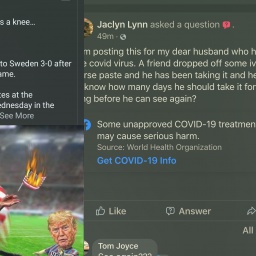 s a knee...
to Sweden 3-0 after
ame.
tes at the
ednesday in the
See More
Jaclyn Lynn asked a question
49m ·
m posting this for my dear husband who h
e covid virus. A friend dropped off some iv
rse paste and he has been taking it and he
know how many days he should take it for
ng before he can see again?
Some unapproved COVID-19 treatment
may cause serious harm.
Source: World Health Organization
Get COVID-19 Info
Like
Answer
All
Tom Joyce
See again???